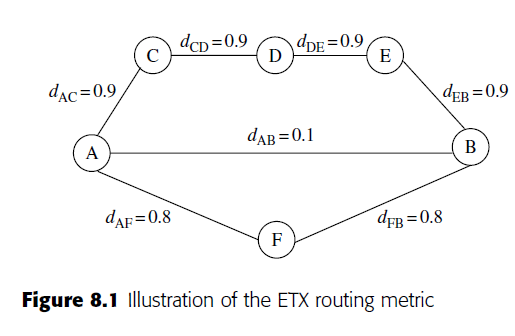 d_CD = 0.9
d_DE = 0.9
C
D
E
d_AC = 0.9
d_EB = 0.9
d_AB = 0.1
A
B
d_AF = 0.8
d_FB = 0.8
F
Figure 8.1 Illustration of the ETX routing metric